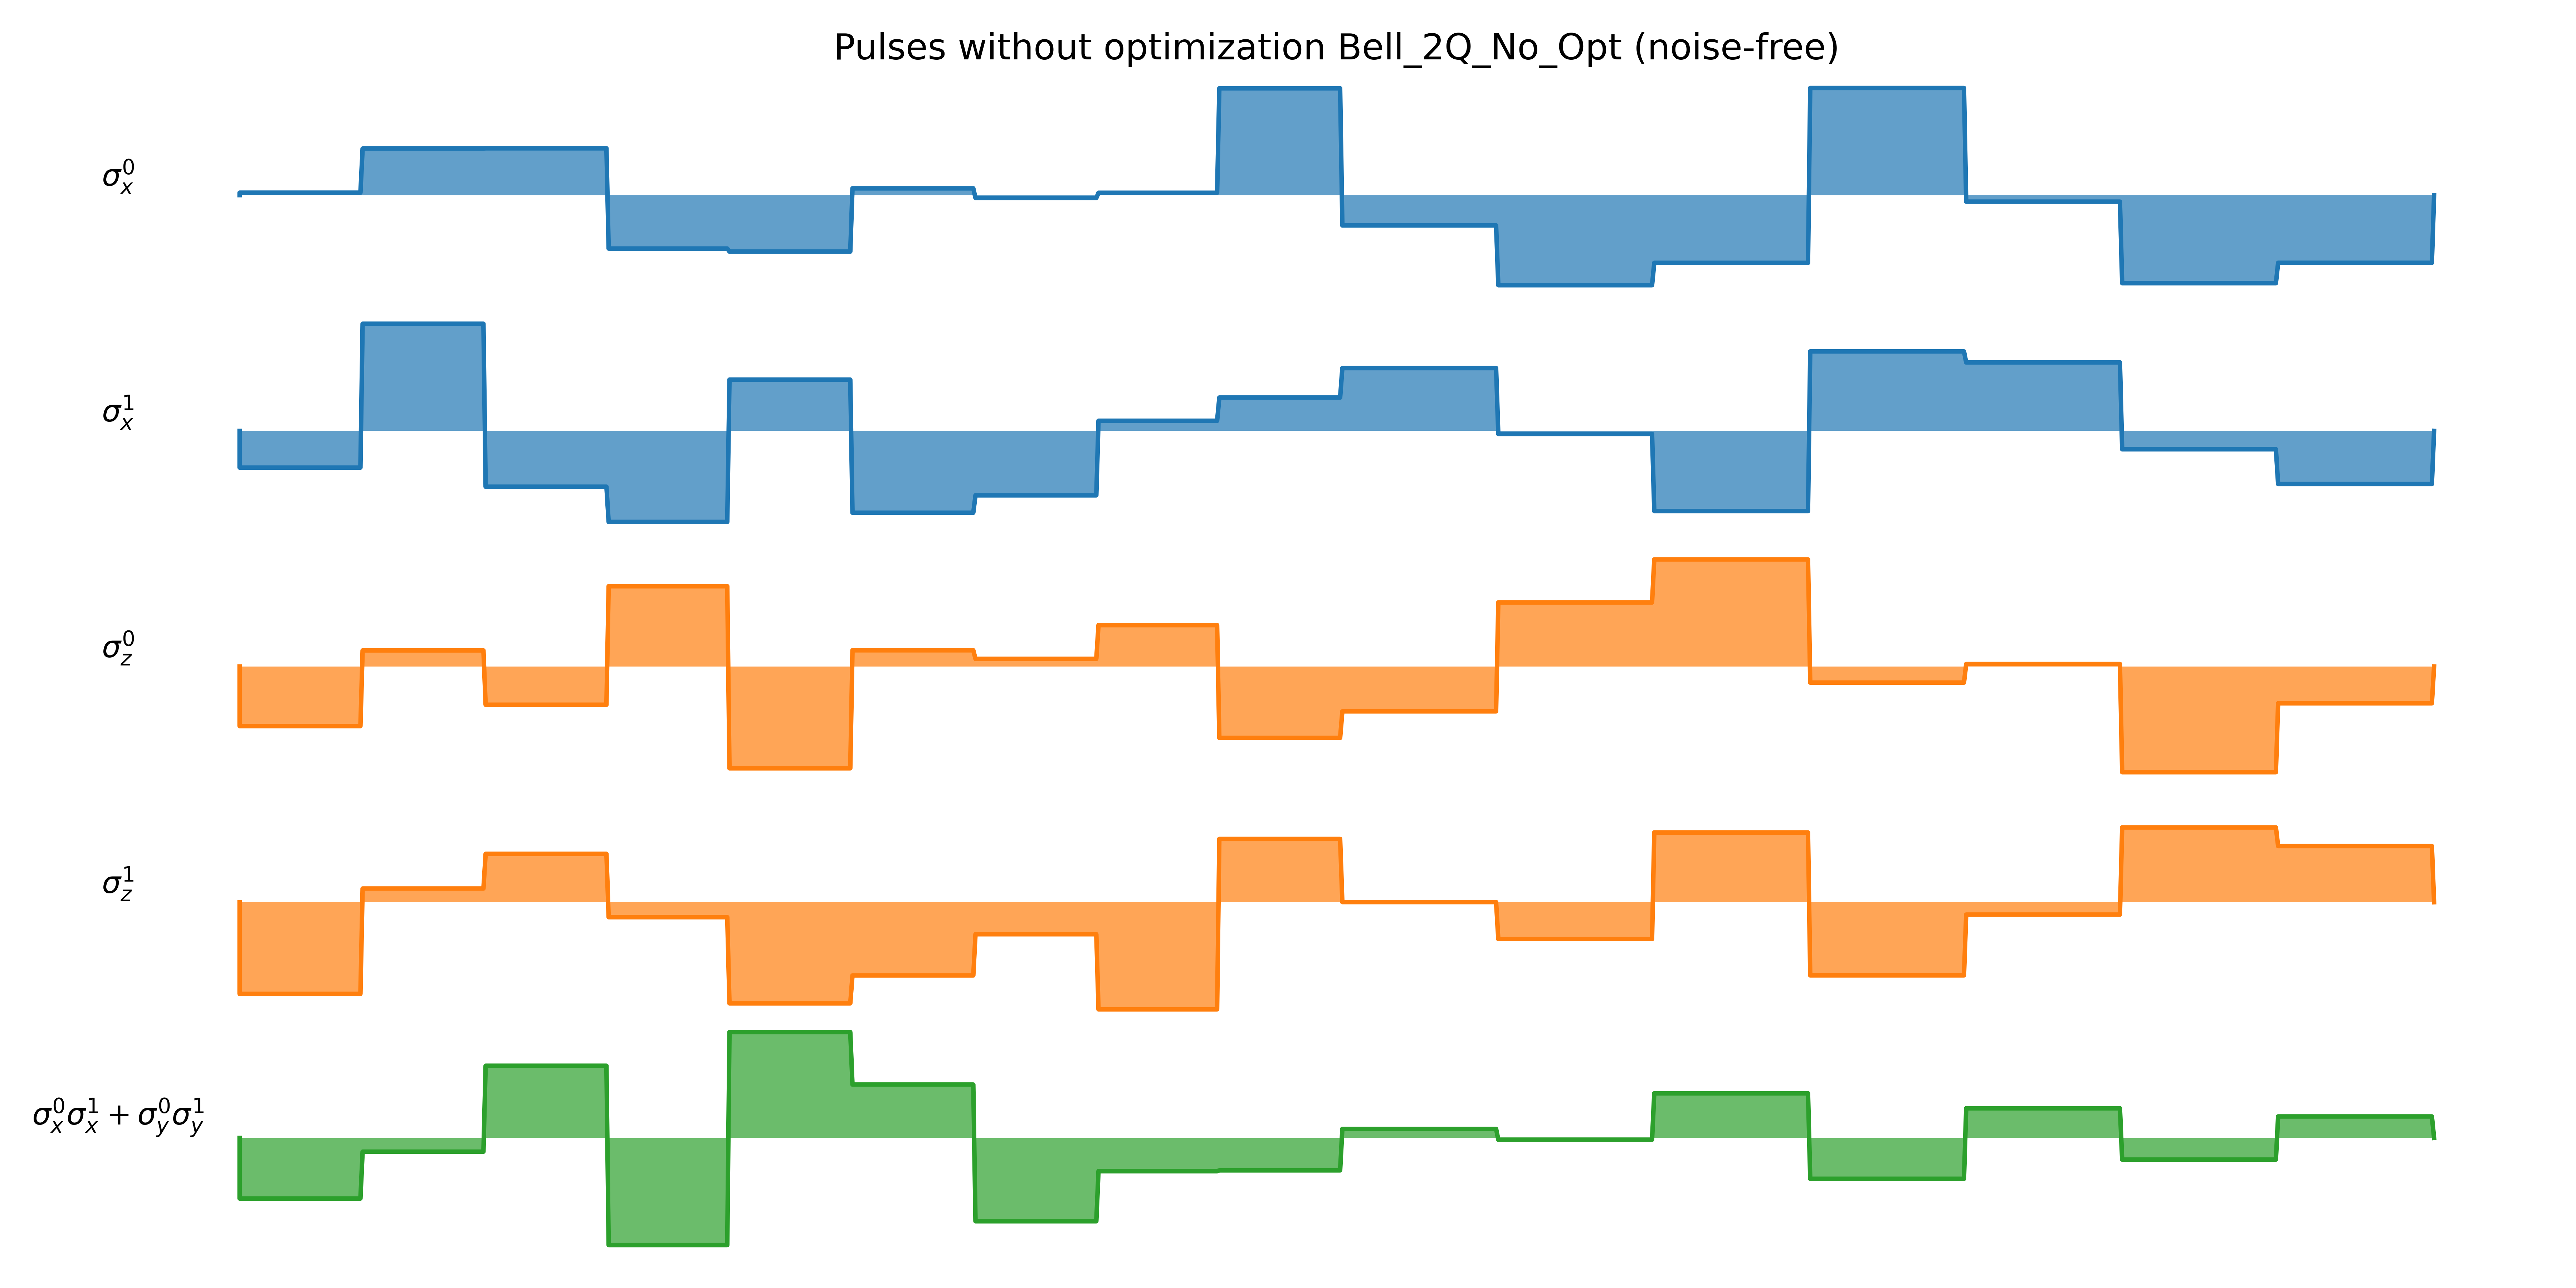 Pulses without optimization Bell_2Q_No_Opt (noise-free)
σ_x^0
σ_x^1
σ_z^0
σ_z^1
σ_x^0σ_x^1 + σ_y^0σ_y^1